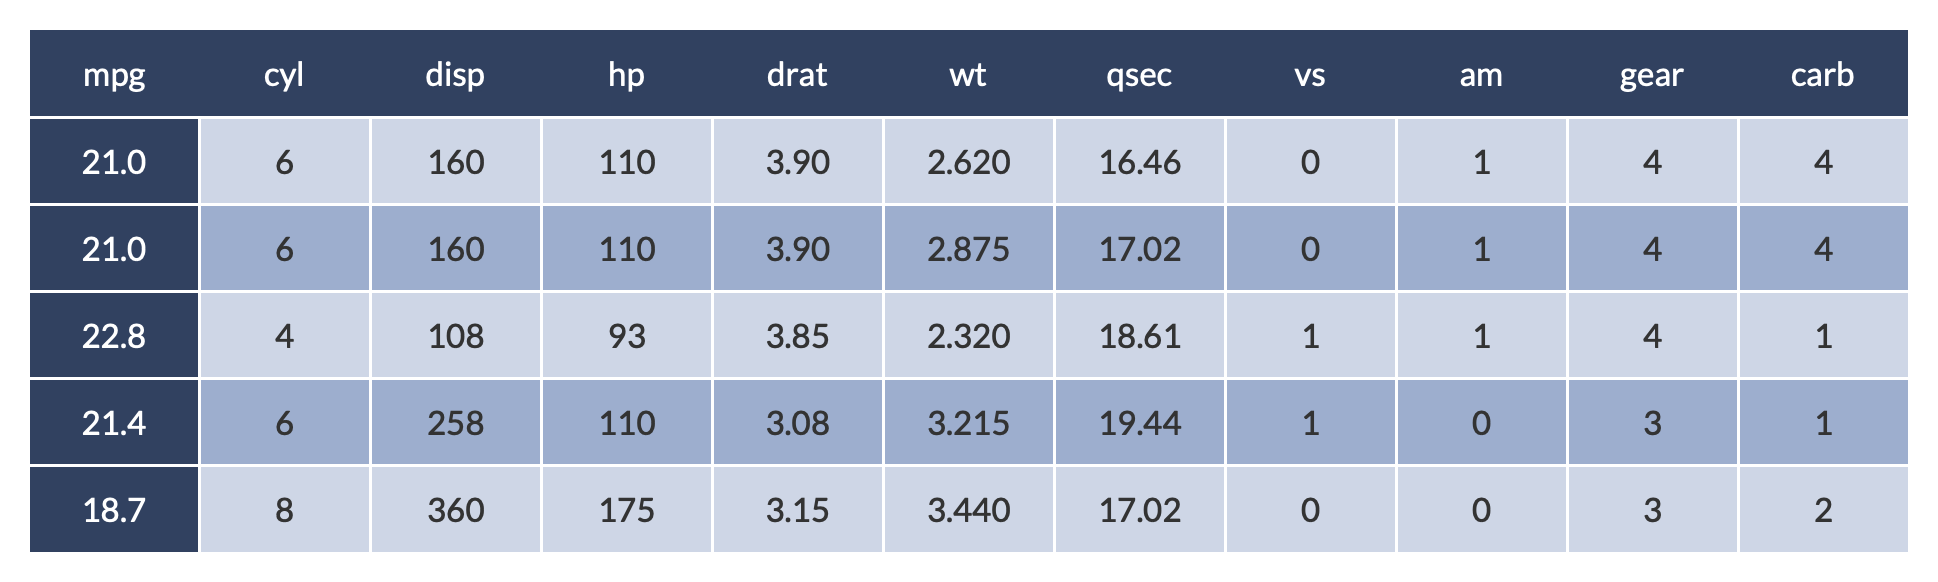 mpg cyl disp hp drat wt qsec vs am gear carb
21.0 6 160 110 3.90 2.620 16.46 0 1 4 4
21.0 6 160 110 3.90 2.875 17.02 0 1 4 4
22.8 4 108 93 3.85 2.320 18.61 1 1 4 1
21.4 6 258 110 3.08 3.215 19.44 1 0 3 1
18.7 8 360 175 3.15 3.440 17.02 0 0 3 2